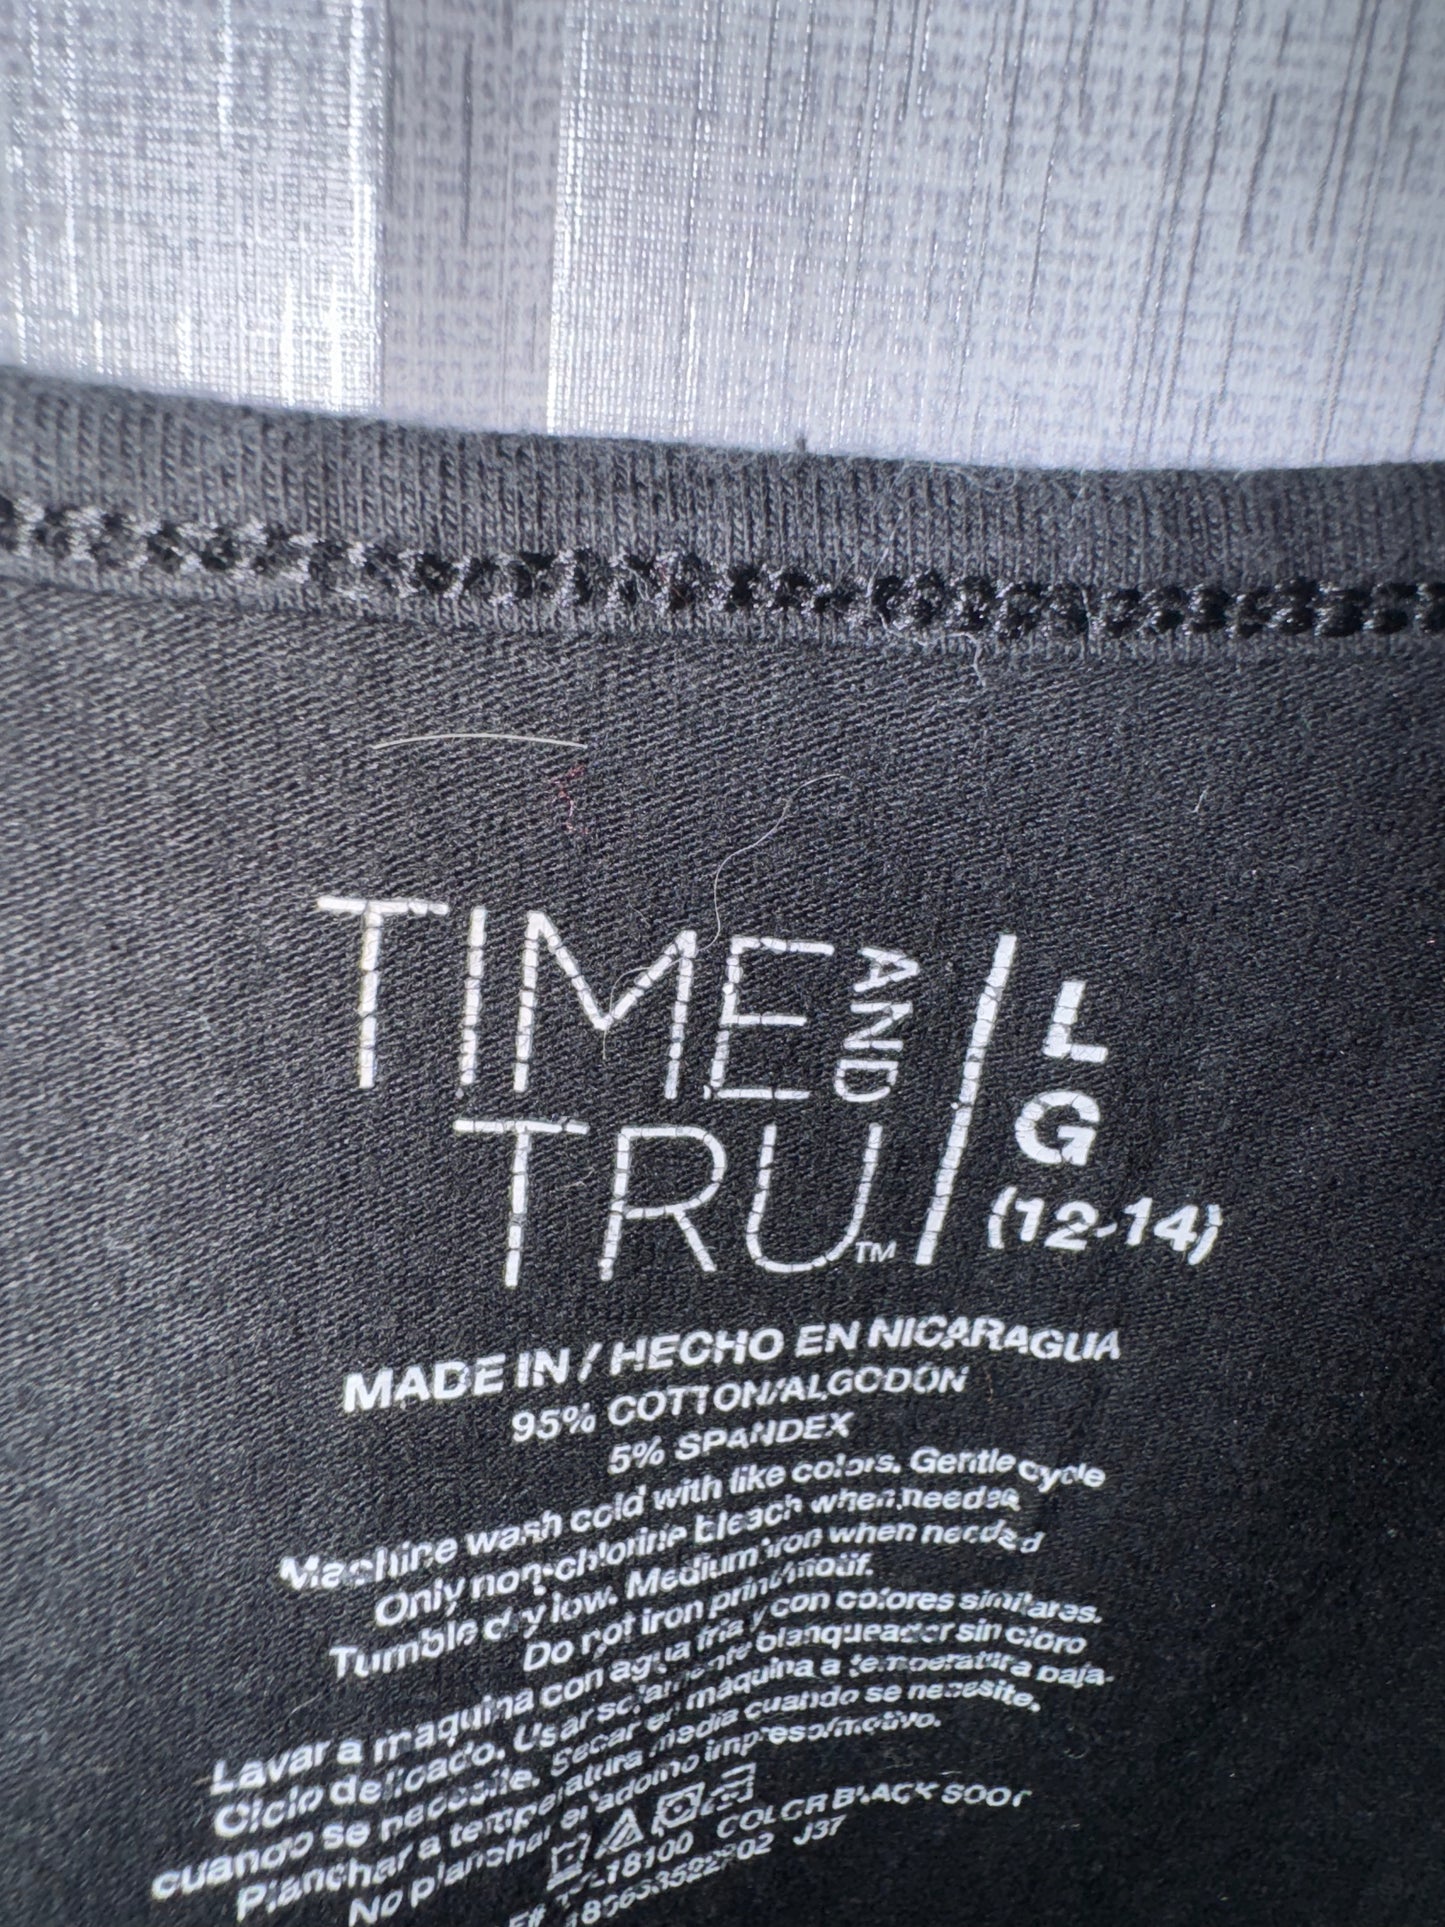 TIME AND
TRU™
L
G
(12-14)
MADE IN / HECHO EN NICARAGUA
95% COTTON/ALGODÓN
5% SPANDEX
Machine wash cold with like colors. Gentle cycle
Only non-chlorine bleach when needed
Tumble dry low. Medium iron when needed
Do not iron print/motif.
Lavar a maquina con agua fría y con colores similares.
Ciclo delicado. Usar solamente blanqueador sin cloro
cuando se necesite. Secar en máquina a temperatura baja.
Planchar a temperatura media cuando se necesite.
No planchar el adorno impreso/motivo.
18100 COLOR BLACK SOOT
J37